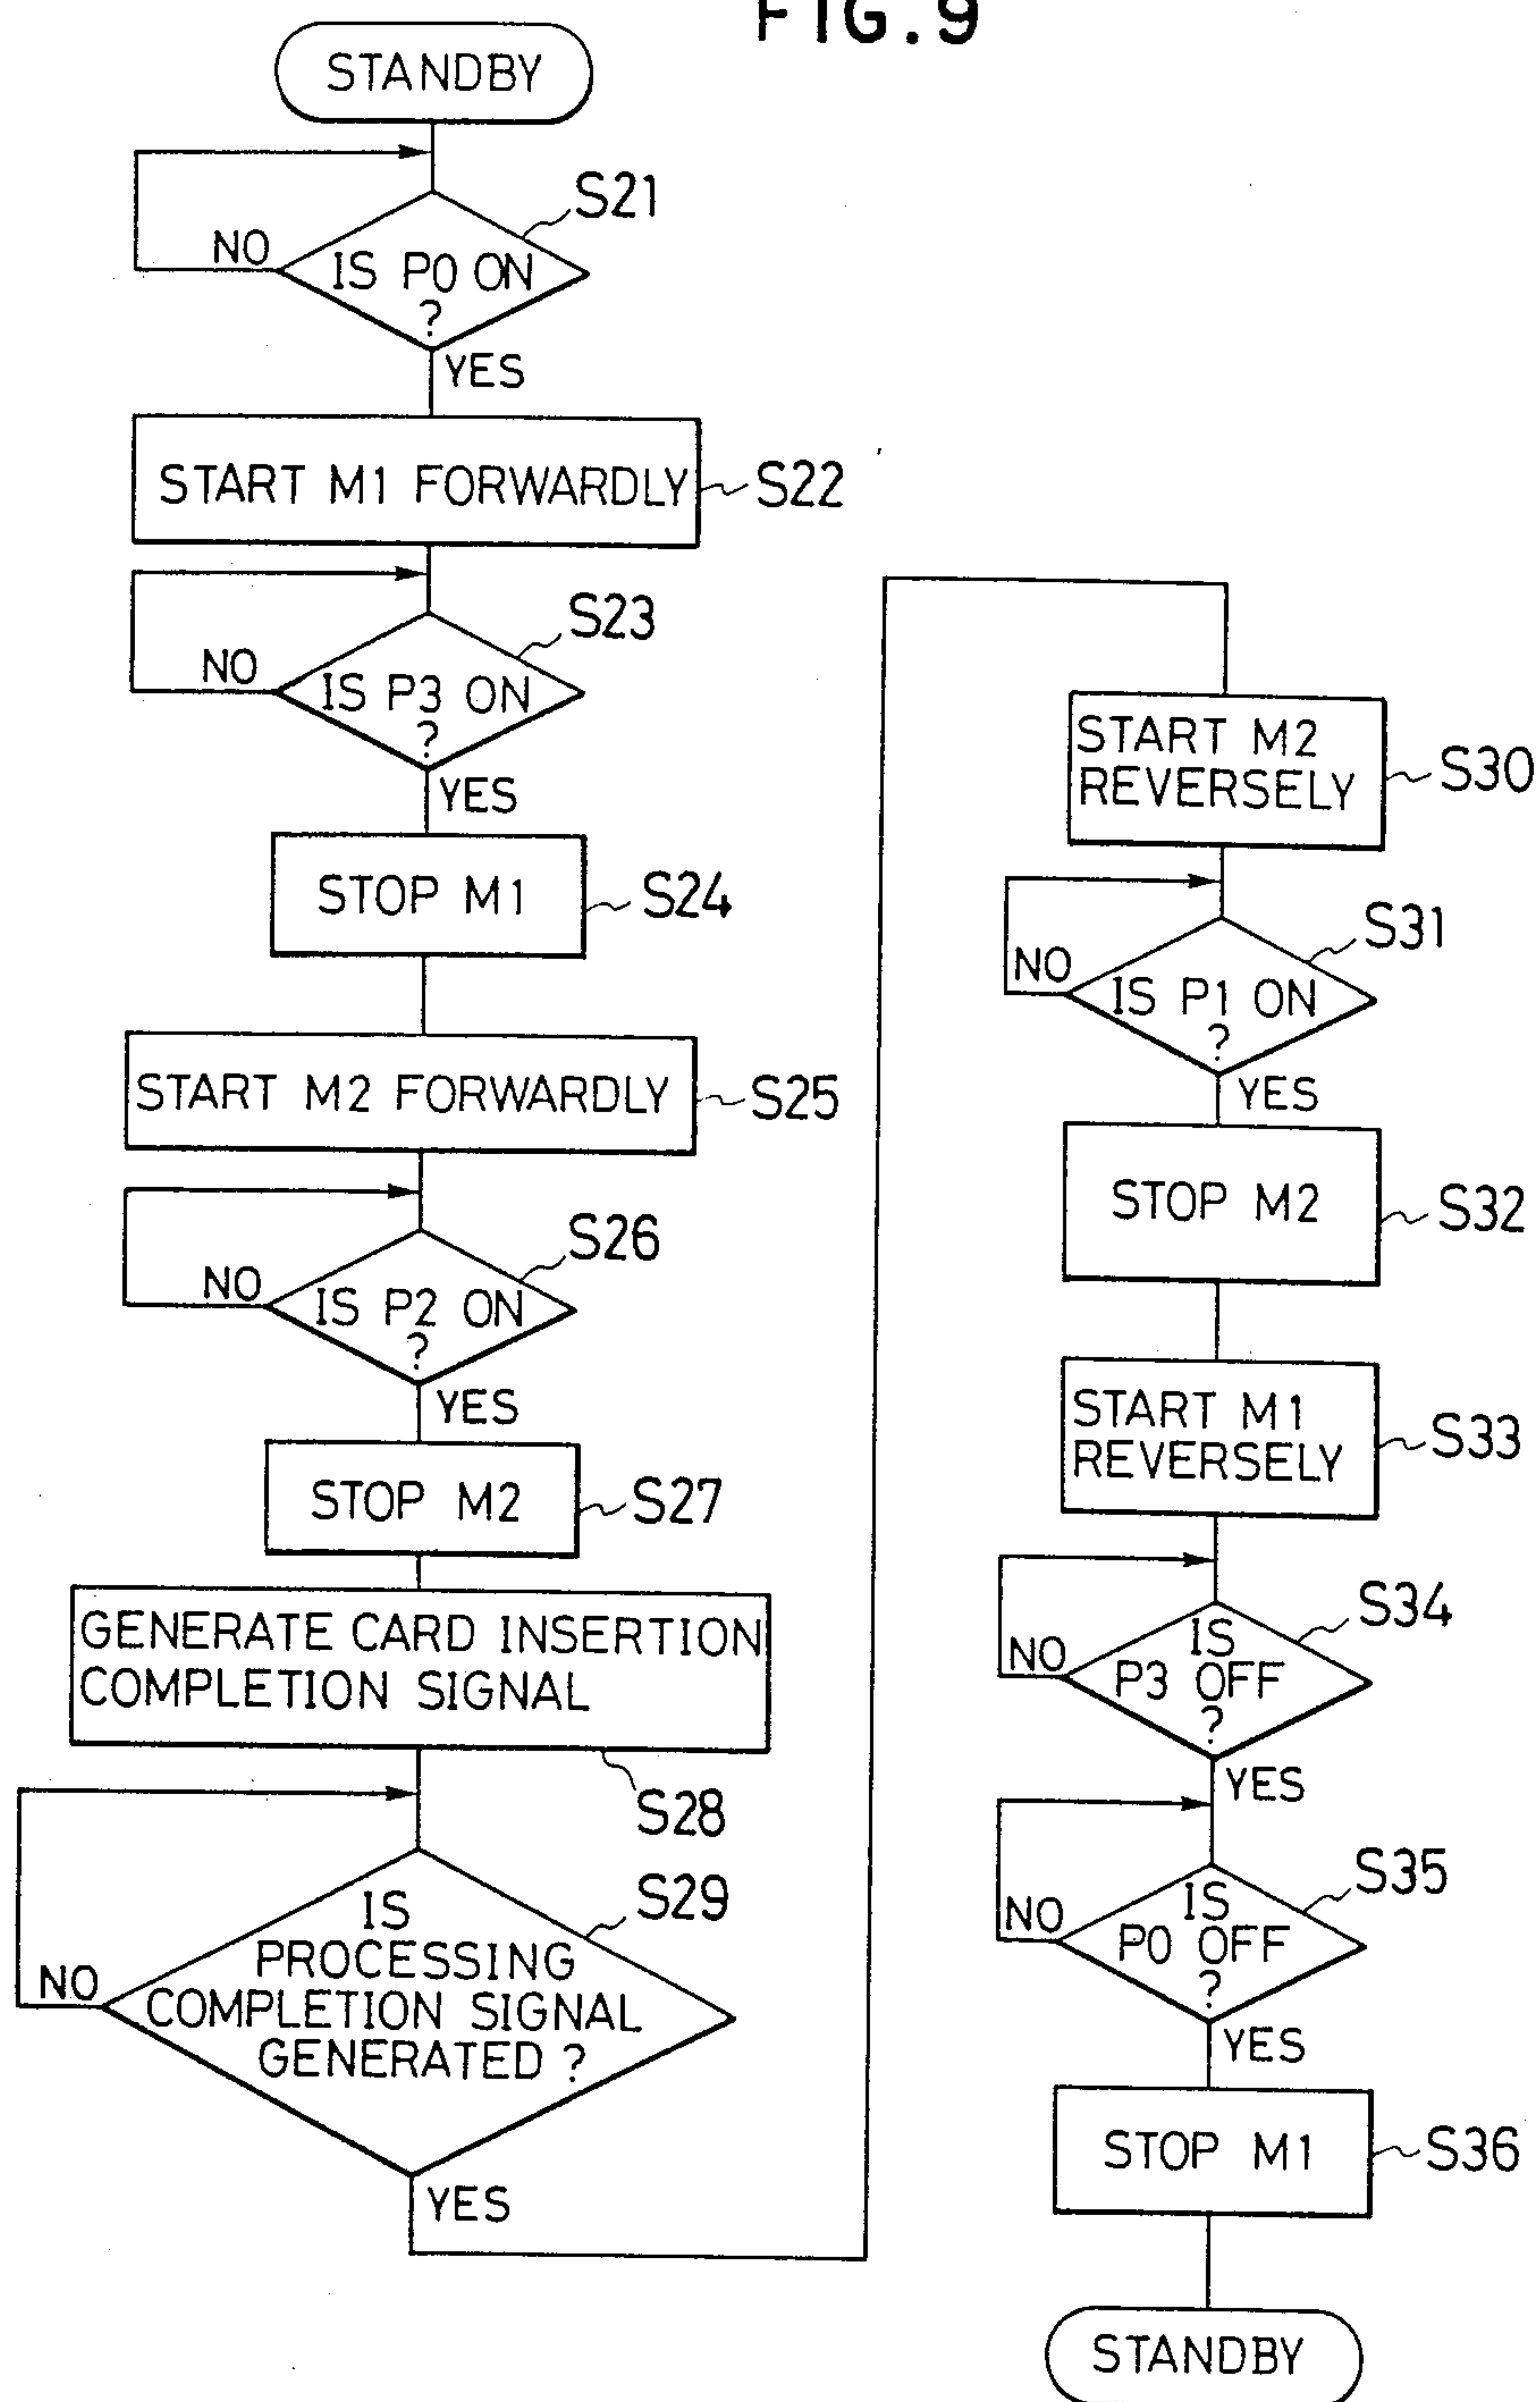 FIG. 9
STANDBY
S21
NO
IS P0 ON
?
YES
START M1 FORWARDLY
S22
S23
NO
IS P3 ON
?
YES
STOP M1
S24
START M2 FORWARDLY
S25
S26
NO
IS P2 ON
?
YES
STOP M2
S27
GENERATE CARD INSERTION
COMPLETION SIGNAL
S28
S29
IS
PROCESSING
NO
COMPLETION SIGNAL
GENERATED ?
YES
START M2
REVERSELY
S30
S31
NO
IS P1 ON
?
YES
STOP M2
S32
START M1
REVERSELY
S33
S34
IS
NO
P3 OFF
?
YES
S35
IS
NO
P0 OFF
?
YES
STOP M1
S36
STANDBY